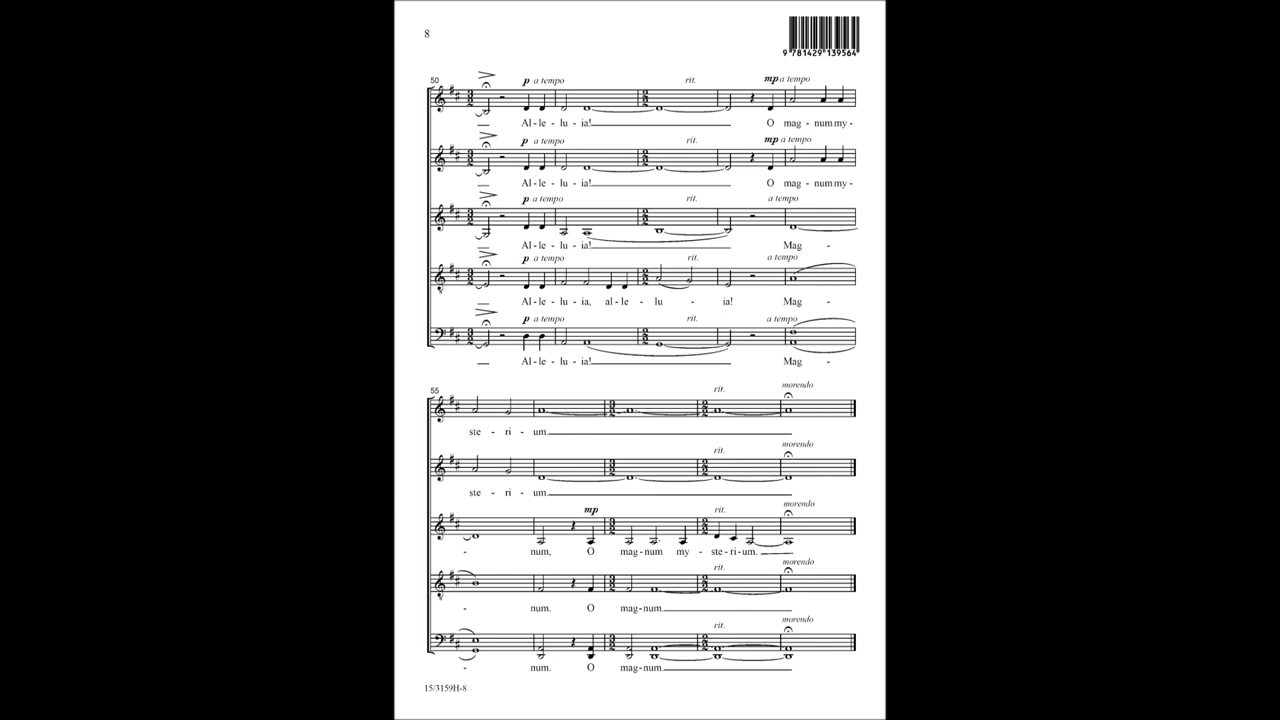 8
9 781429 139564
50
p a tempo rit. mp a tempo
Al - le - lu - ia! O mag - num my -
p a tempo rit. mp a tempo
Al - le - lu - ia! O mag - num my -
p a tempo rit. a tempo
Al - le - lu - ia! Mag -
p a tempo rit. a tempo
Al - le - lu - ia, al - le - lu - ia! Mag -
p a tempo rit. a tempo
Al - le - lu - ia! Mag -
55
rit. morendo
ste - ri - um.
rit. morendo
ste - ri - um.
mp rit. morendo
- num, O mag - num my - ste - ri - um.
rit. morendo
- num. O mag - num.
rit. morendo
- num. O mag - num.
15/3159H-8